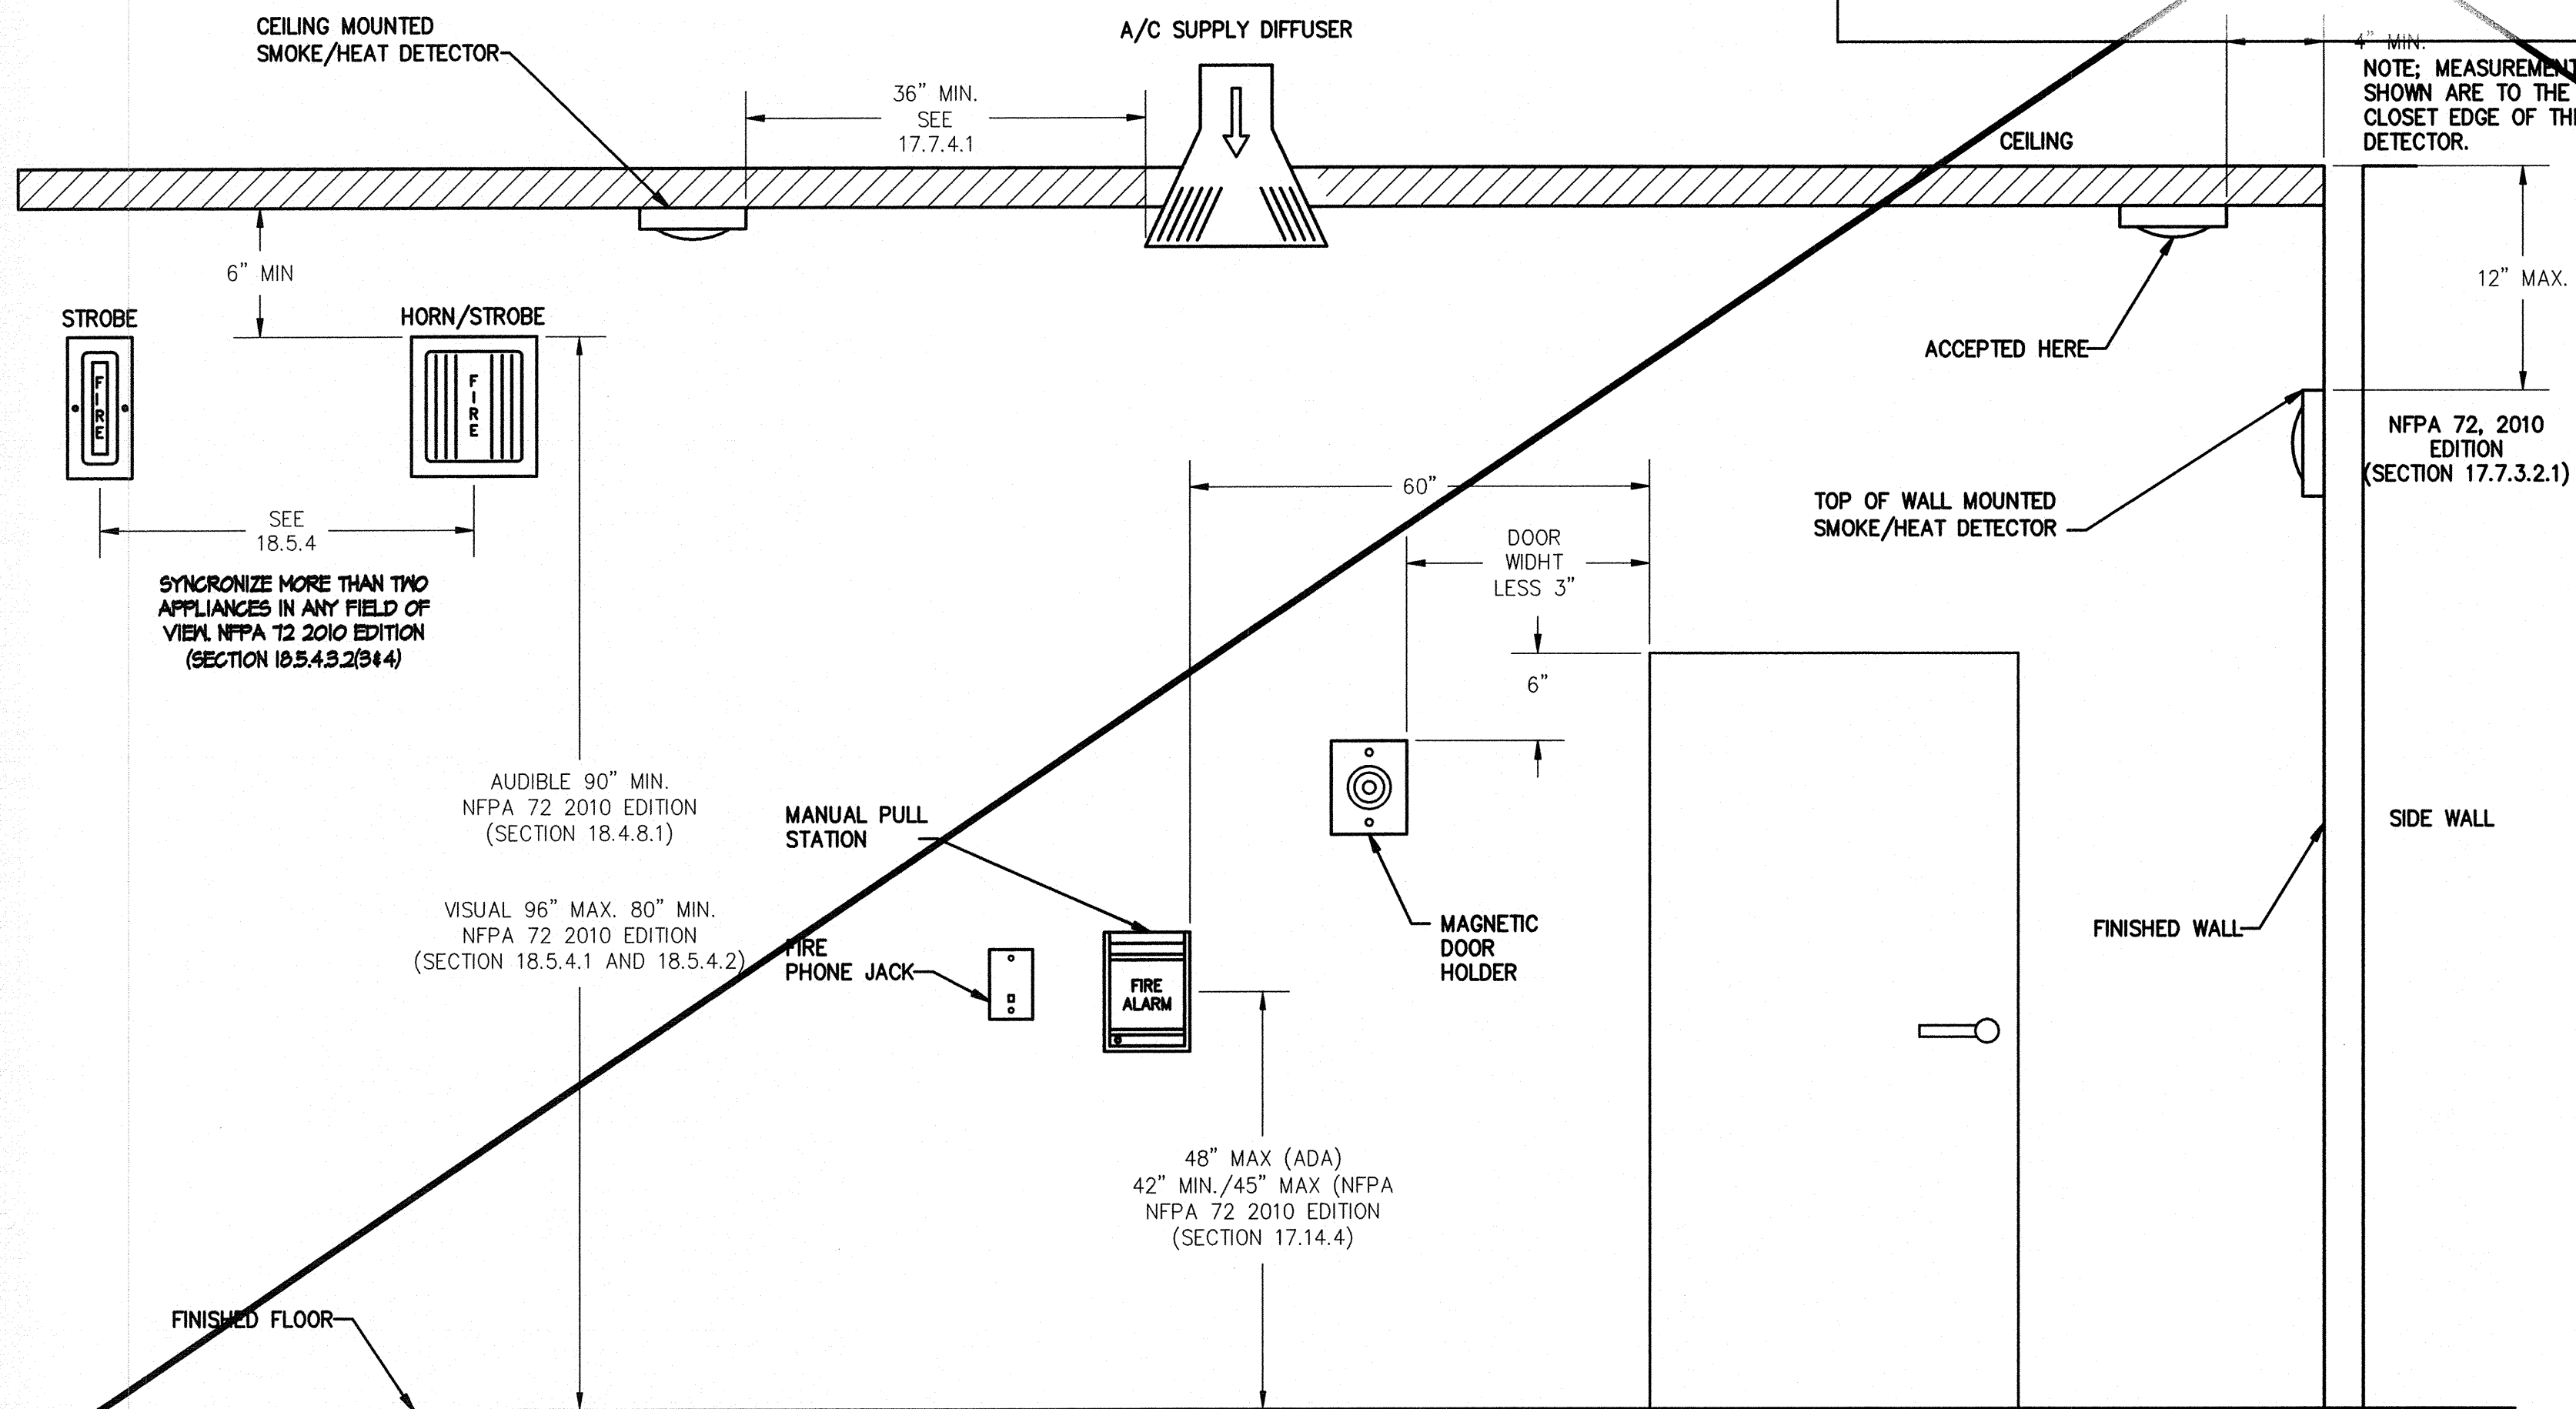 CEILING MOUNTED
SMOKE/HEAT DETECTOR
A/C SUPPLY DIFFUSER
36" MIN.
SEE
17.7.4.1
4" MIN.
NOTE; MEASUREMENT
SHOWN ARE TO THE
CLOSET EDGE OF TH
DETECTOR.
CEILING
6" MIN
12" MAX.
STROBE
HORN/STROBE
FIRE
FIRE
ACCEPTED HERE
NFPA 72, 2010
EDITION
(SECTION 17.7.3.2.1)
60"
TOP OF WALL MOUNTED
SMOKE/HEAT DETECTOR
SEE
18.5.4
DOOR
WIDHT
LESS 3"
SYNCRONIZE MORE THAN TWO
APPLIANCES IN ANY FIELD OF
VIEW. NFPA 72 2010 EDITION
(SECTION 18.5.4.3.2(3&4)
6"
AUDIBLE 90" MIN.
NFPA 72 2010 EDITION
(SECTION 18.4.8.1)
MANUAL PULL
STATION
SIDE WALL
VISUAL 96" MAX. 80" MIN.
NFPA 72 2010 EDITION
(SECTION 18.5.4.1 AND 18.5.4.2)
FIRE
PHONE JACK
FIRE
ALARM
MAGNETIC
DOOR
HOLDER
FINISHED WALL
48" MAX (ADA)
42" MIN./45" MAX (NFPA
NFPA 72 2010 EDITION
(SECTION 17.14.4)
FINISHED FLOOR